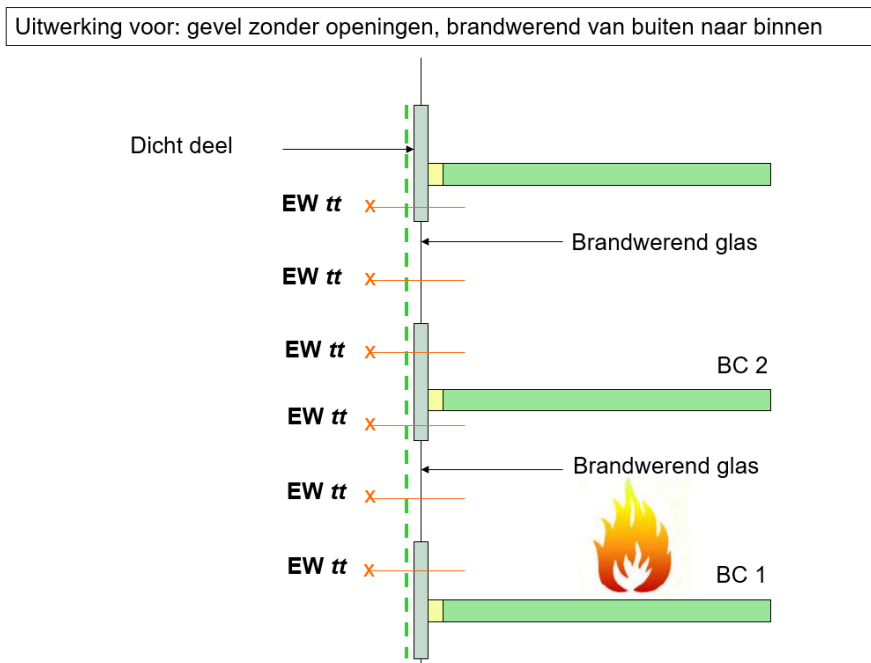 Uitwerking voor: gevel zonder openingen, brandwerend van buiten naar binnen
Dicht deel
EW tt x
Brandwerend glas
EW tt x
EW tt x
BC 2
EW tt x
Brandwerend glas
EW tt x
EW tt x
BC 1